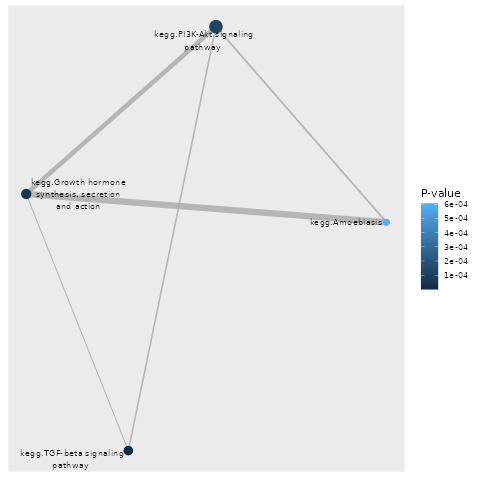 kegg.PI3K-Akt signaling
pathway
kegg.Growth hormone
synthesis, secretion
and action
kegg.Amoebiasis
kegg.TGF-beta signaling
pathway
P-value
6e-04
5e-04
4e-04
3e-04
2e-04
1e-04